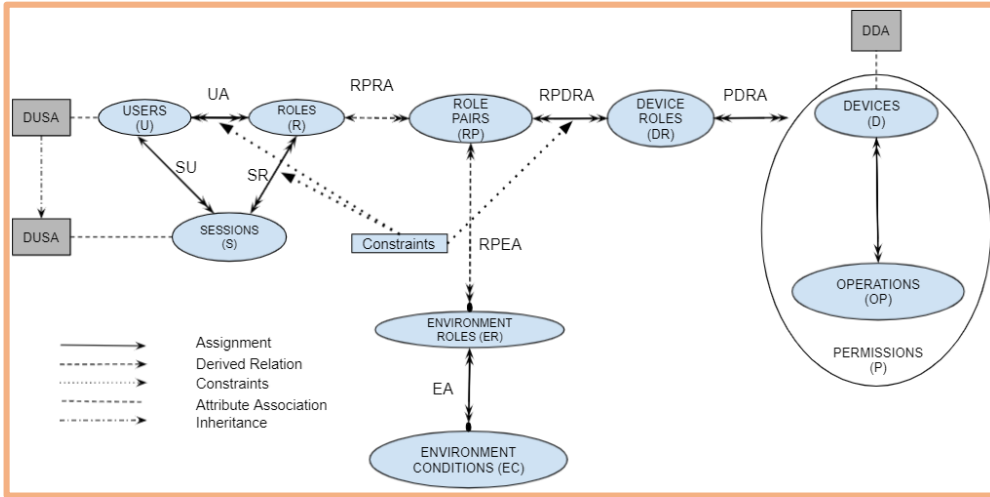 DDA
UA
RPRA
RPDRA
PDRA
DUSA
USERS
(U)
ROLES
(R)
ROLE
PAIRS
(RP)
DEVICE
ROLES
(DR)
DEVICES
(D)
SU
SR
DUSA
SESSIONS
(S)
Constraints
RPEA
OPERATIONS
(OP)
ENVIRONMENT
ROLES (ER)
PERMISSIONS
(P)
Assignment
Derived Relation
Constraints
Attribute Association
Inheritance
EA
ENVIRONMENT
CONDITIONS (EC)